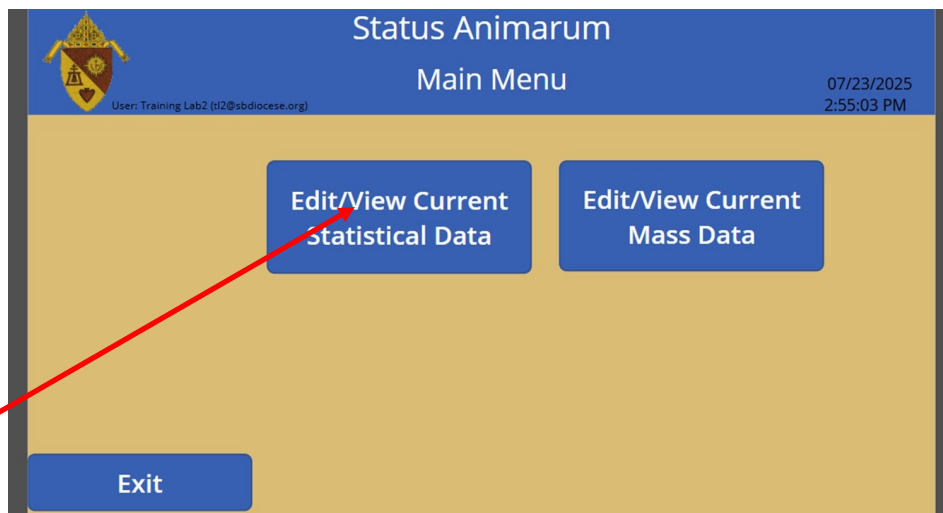 Status Animarum
Main Menu
User: Training Lab2 (tl2@sbdiocese.org)
07/23/2025
2:55:03 PM
Edit/View Current
Statistical Data
Edit/View Current
Mass Data
Exit